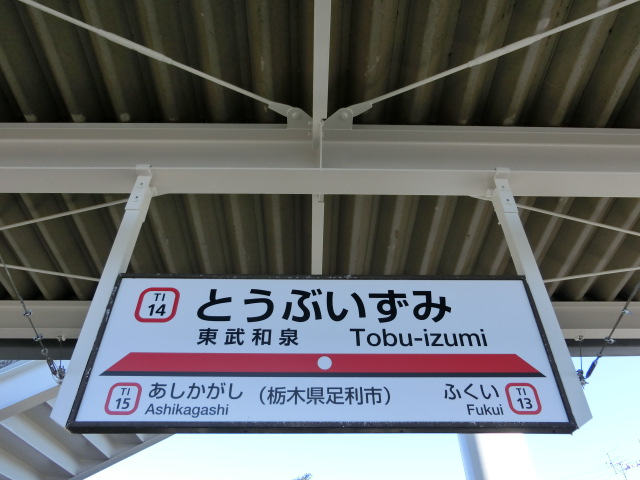 TI
14
とうぶいずみ
東武和泉 Tobu-izumi
TI
15
あしかがし
Ashikagashi
(栃木県足利市)
ふくい
Fukui
TI
13